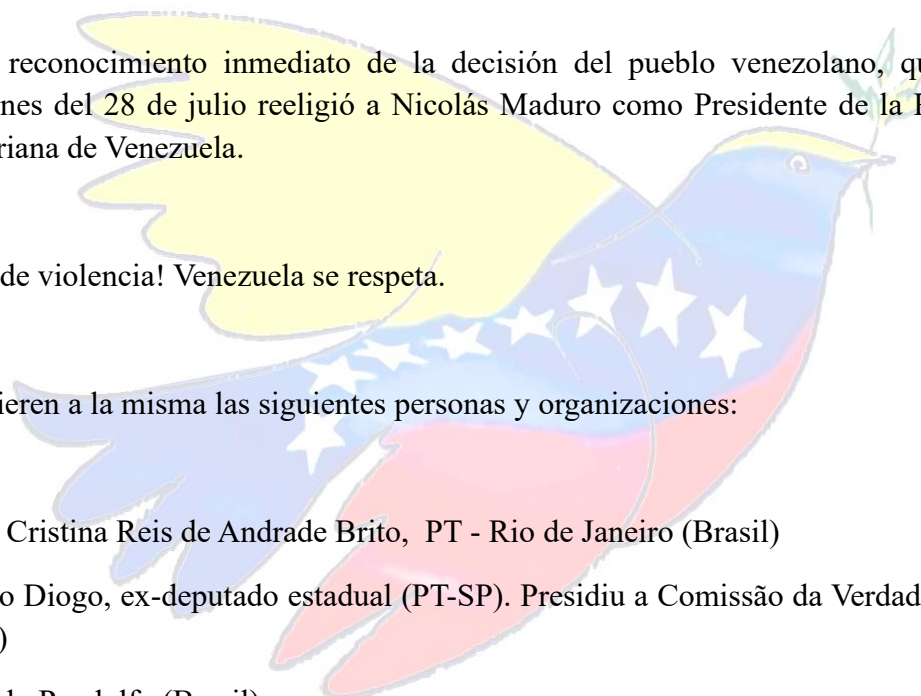 reconocimiento inmediato de la decisión del pueblo venezolano, qu
nes del 28 de julio reeligió a Nicolás Maduro como Presidente de la
riana de Venezuela.
de violencia! Venezuela se respeta.
ieren a la misma las siguientes personas y organizaciones:
Cristina Reis de Andrade Brito, PT - Rio de Janeiro (Brasil)
o Diogo, ex-deputado estadual (PT-SP). Presidiu a Comissão da Verdad
)